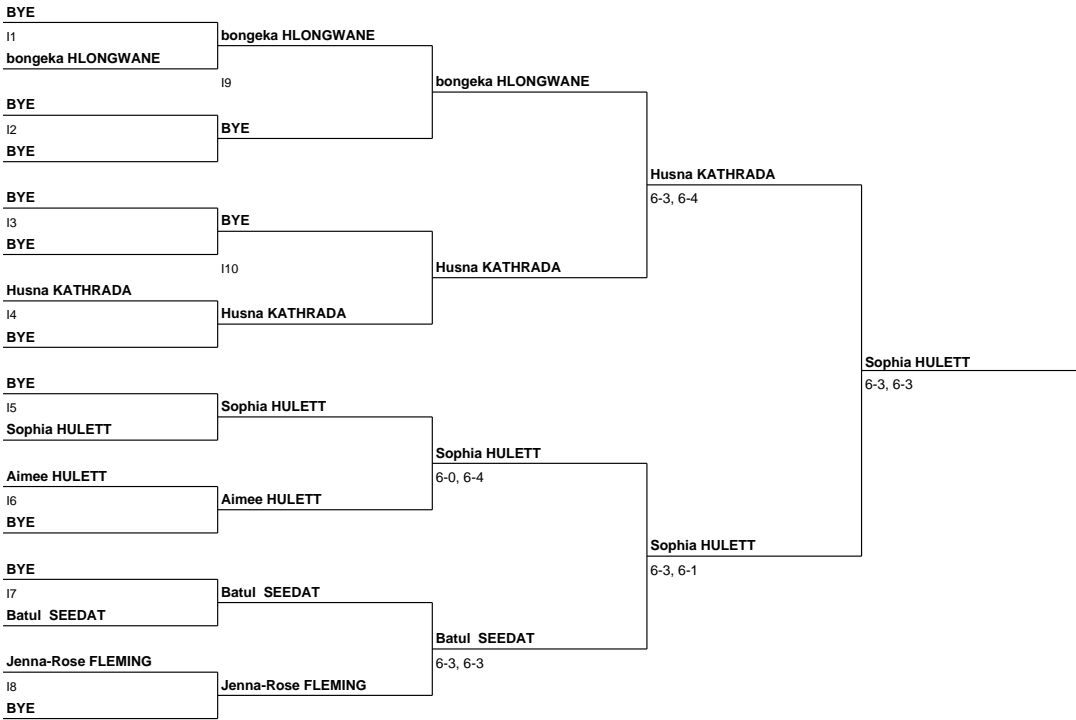 BYE
I1
bongeka HLONGWANE
BYE
I2
BYE
BYE
I3
BYE
Husna KATHRADA
I4
BYE
BYE
I5
Sophia HULETT
Aimee HULETT
I6
BYE
BYE
I7
Batul SEEDAT
Jenna-Rose FLEMING
I8
BYE
bongeka HLONGWANE
I9
BYE
BYE
I10
Husna KATHRADA
Sophia HULETT
Aimee HULETT
Batul SEEDAT
Jenna-Rose FLEMING
bongeka HLONGWANE
Husna KATHRADA
Sophia HULETT
6-0, 6-4
Batul SEEDAT
6-3, 6-3
Husna KATHRADA
6-3, 6-4
Sophia HULETT
6-3, 6-1
Sophia HULETT
6-3, 6-3